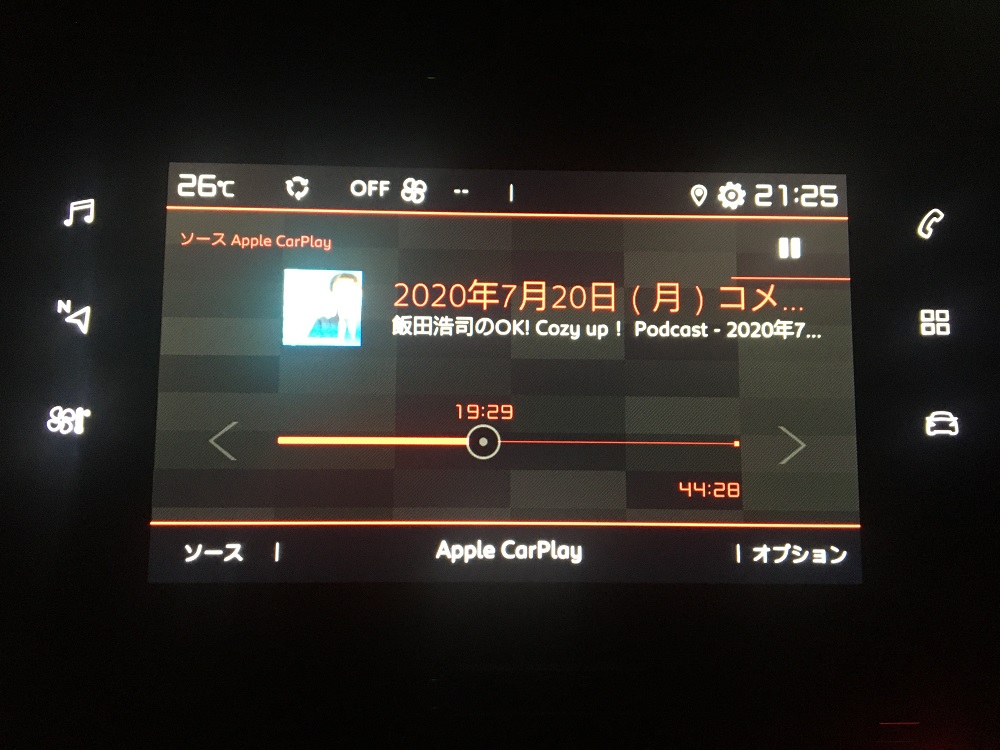 26℃ OFF -- 21:25
ソース Apple CarPlay
2020年7月20日（月）コメ...
飯田浩司のOK! Cozy up！ Podcast - 2020年7...
N
19:29
44:28
ソース Apple CarPlay オプション